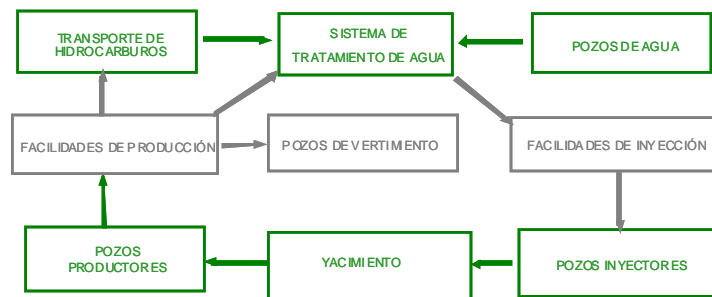 TRANSPORTE DE
HIDROCARBUROS
SISTEMA DE
TRATAMIENTO DE AGUA
POZOS DE AGUA
FACILIDADES DE PRODUCCIÓN
POZOS DE VERTIMIENTO
FACILIDADES DE INYECCIÓN
POZOS
PRODUCTORES
YACIMIENTO
POZOS INYECTORES